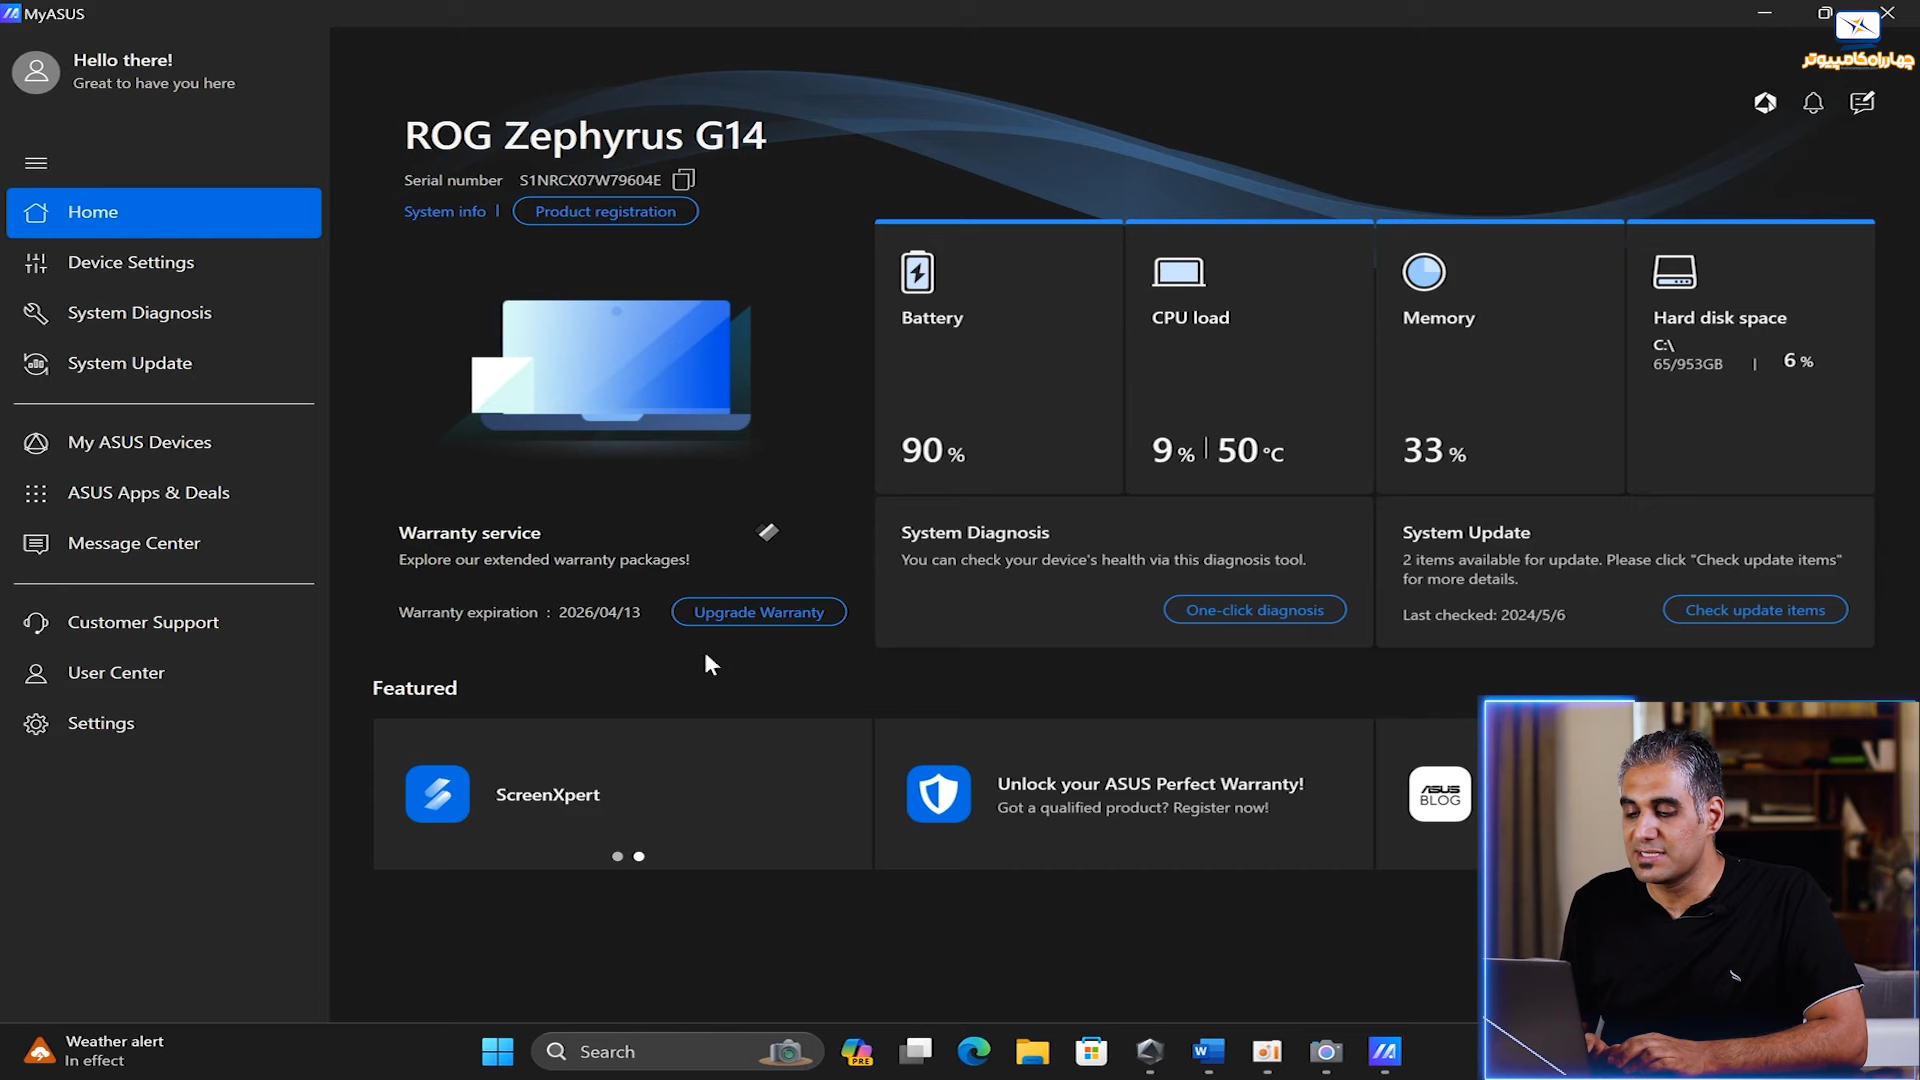 MyASUS
چهارراه کامپیوتر
Hello there!
Great to have you here
Home
Device Settings
System Diagnosis
System Update
My ASUS Devices
ASUS Apps & Deals
Message Center
Customer Support
User Center
Settings
ROG Zephyrus G14
Serial number S1NRCX07W79604E
System info | Product registration
Battery
90 %
CPU load
9 % | 50 °C
Memory
33 %
Hard disk space
C:\
65/953GB | 6 %
Warranty service
Explore our extended warranty packages!
Warranty expiration : 2026/04/13 Upgrade Warranty
System Diagnosis
You can check your device's health via this diagnosis tool.
One-click diagnosis
System Update
2 items available for update. Please click "Check update items"
for more details.
Last checked: 2024/5/6 Check update items
Featured
ScreenXpert
Unlock your ASUS Perfect Warranty!
Got a qualified product? Register now!
ASUS
BLOG
Weather alert
In effect
Search
PRE
W